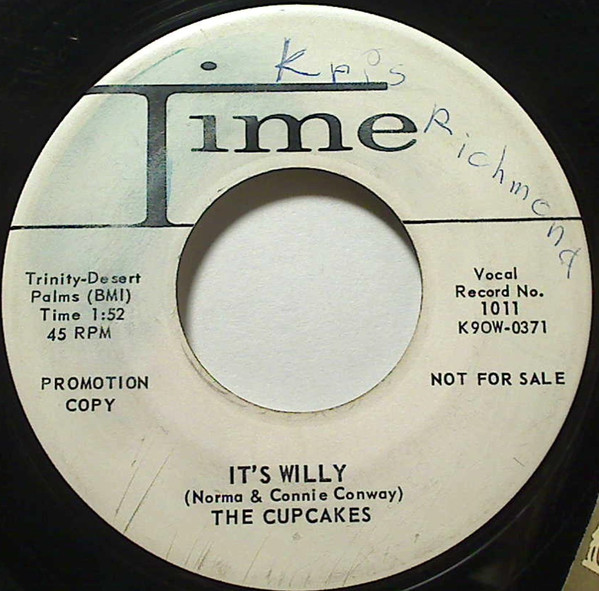 Kris
Richmond
Time
Trinity-Desert
Palms (BMI)
Time 1:52
45 RPM
Vocal
Record No.
1011
K9OW-0371
PROMOTION
COPY
NOT FOR SALE
IT'S WILLY
(Norma & Connie Conway)
THE CUPCAKES